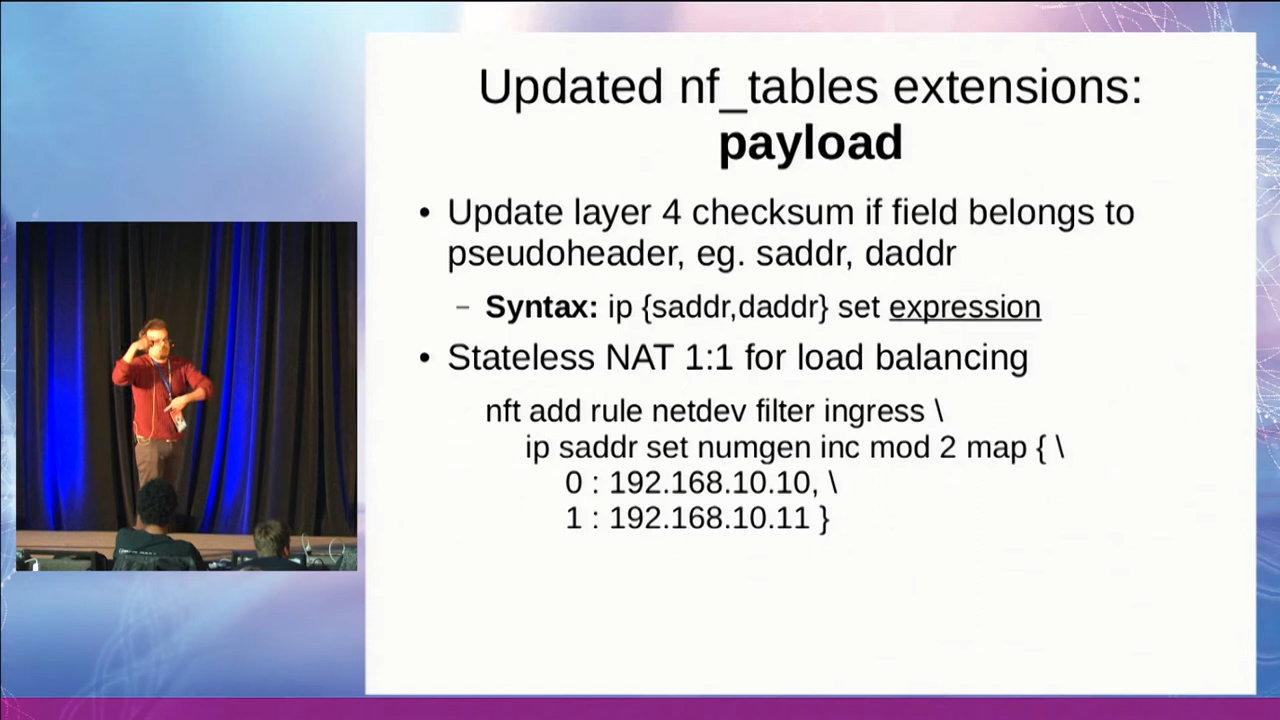 Updated nf_tables extensions:
payload
• Update layer 4 checksum if field belongs to
pseudoheader, eg. saddr, daddr
– Syntax: ip {saddr,daddr} set expression
• Stateless NAT 1:1 for load balancing
nft add rule netdev filter ingress \
ip saddr set numgen inc mod 2 map { \
0 : 192.168.10.10, \
1 : 192.168.10.11 }